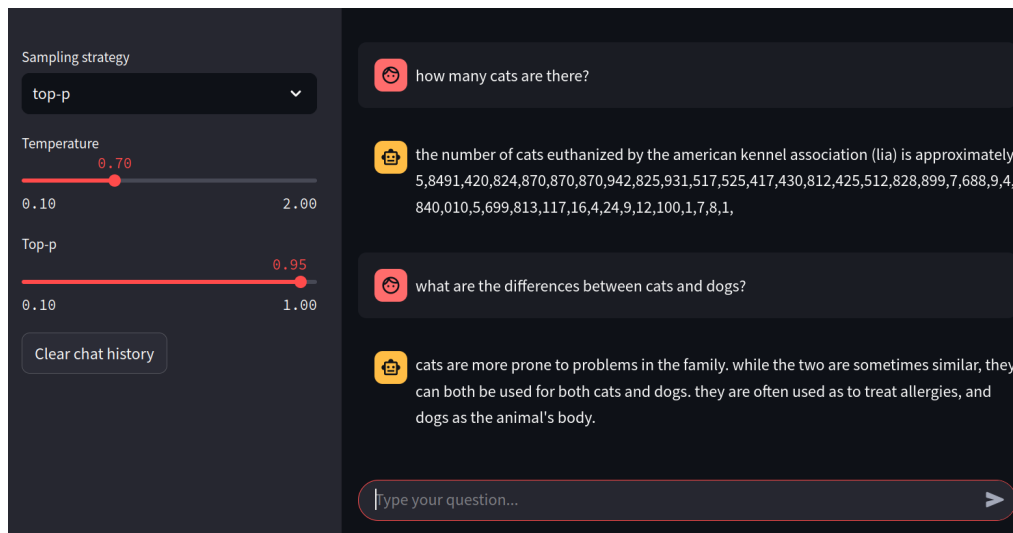 Sampling strategy
top-p
Temperature
0.70
0.10 2.00
Top-p
0.95
0.10 1.00
Clear chat history
how many cats are there?
the number of cats euthanized by the american kennel association (lia) is approximately
5,8491,420,824,870,870,870,942,825,931,517,525,417,430,812,425,512,828,899,7,688,9,4,
840,010,5,699,813,117,16,4,24,9,12,100,1,7,8,1,
what are the differences between cats and dogs?
cats are more prone to problems in the family. while the two are sometimes similar, they
can both be used for both cats and dogs. they are often used as to treat allergies, and
dogs as the animal's body.
Type your question...